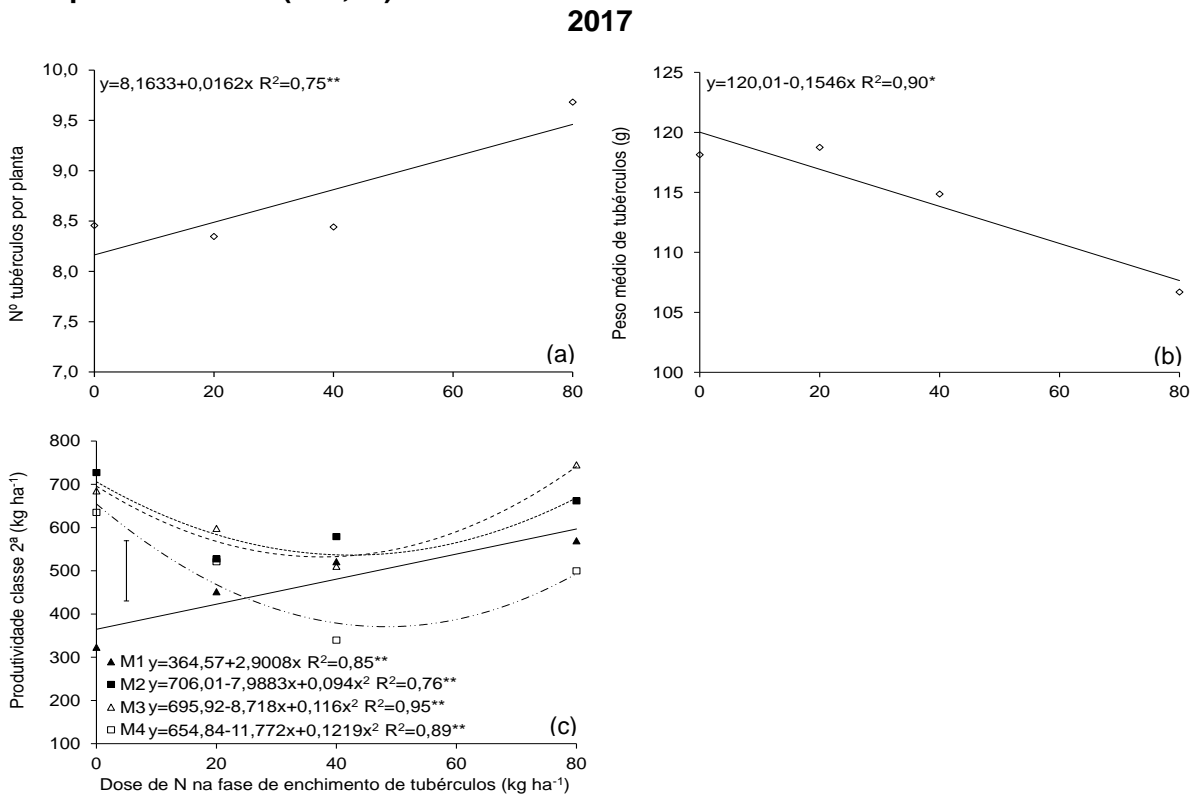 2017
10,0
9,5
9,0
8,5
8,0
7,5
7,0
0 20 40 60 80
Nº tubérculos por planta
y=8,1633+0,0162x R²=0,75**
(a)
125
120
115
110
105
100
0 20 40 60 80
Peso médio de tubérculos (g)
y=120,01-0,1546x R²=0,90*
(b)
800
700
600
500
400
300
200
100
0 20 40 60 80
Produtividade classe 2ª (kg ha⁻¹)
M1 y=364,57+2,9008x R²=0,85**
M2 y=706,01-7,9883x+0,094x² R²=0,76**
M3 y=695,92-8,718x+0,116x² R²=0,95**
M4 y=654,84-11,772x+0,1219x² R²=0,89**
(c)
Dose de N na fase de enchimento de tubérculos (kg ha⁻¹)